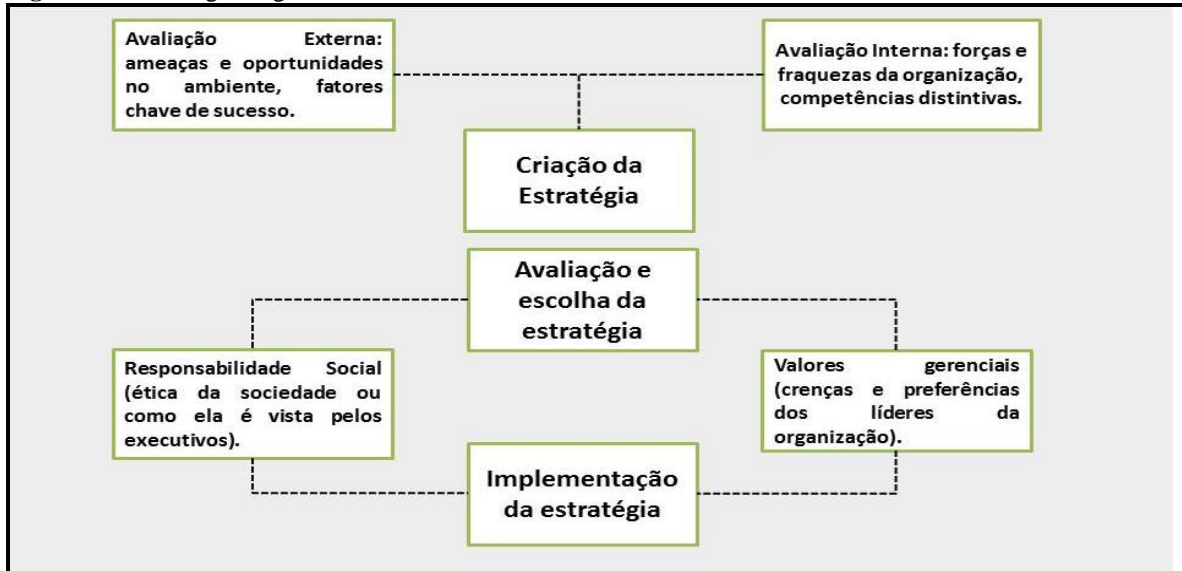 Avaliação Externa:
ameaças e oportunidades
no ambiente, fatores
chave de sucesso.
Avaliação Interna: forças e
fraquezas da organização,
competências distintivas.
Criação da
Estratégia
Avaliação e
escolha da
estratégia
Responsabilidade Social
(ética da sociedade ou
como ela é vista pelos
executivos).
Valores gerenciais
(crenças e preferências
dos líderes da
organização).
Implementação
da estratégia